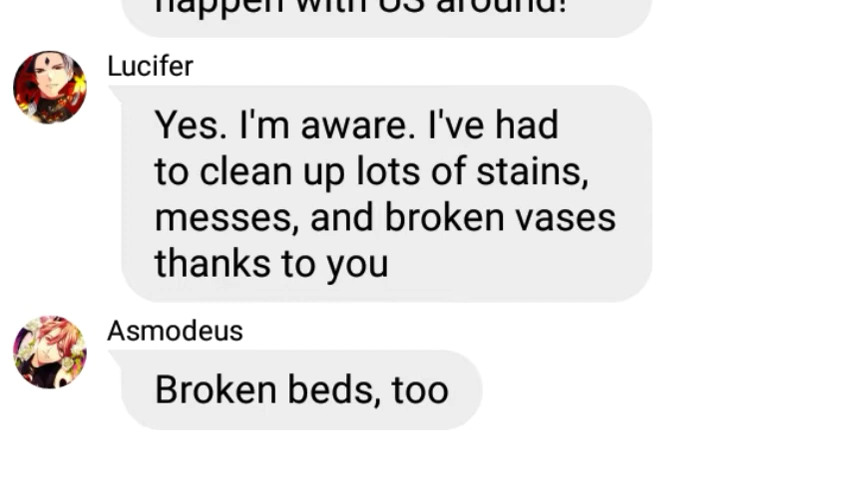 happen with US around!
Lucifer
Yes. I'm aware. I've had
to clean up lots of stains,
messes, and broken vases
thanks to you
Asmodeus
Broken beds, too